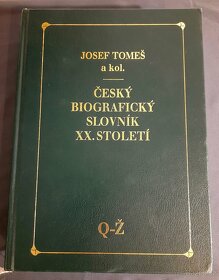 JOSEF TOMEŠ
a kol.
ČESKÝ
BIOGRAFICKÝ
SLOVNÍK
XX. STOLETÍ
Q-Ž